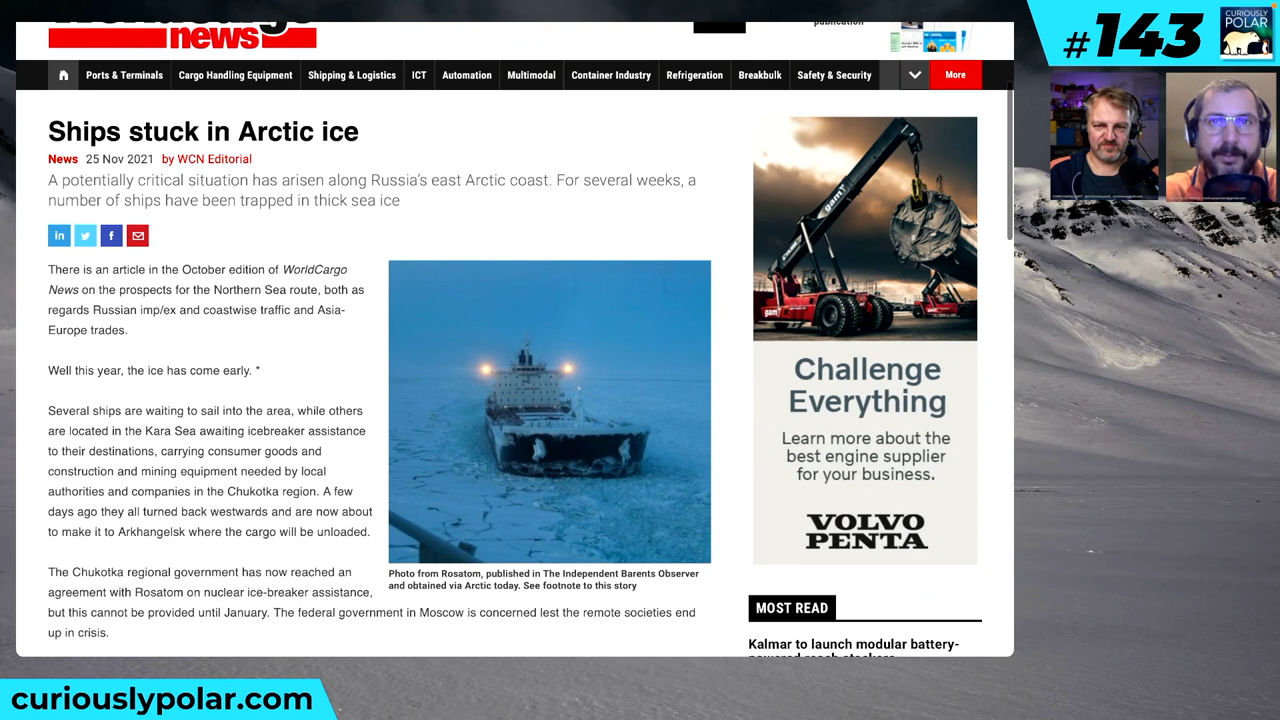 news
publication
#143
CURIOUSLY
POLAR
Ports & Terminals
Cargo Handling Equipment
Shipping & Logistics
ICT
Automation
Multimodal
Container Industry
Refrigeration
Breakbulk
Safety & Security
More
Ships stuck in Arctic ice
News 25 Nov 2021 by WCN Editorial
A potentially critical situation has arisen along Russia's east Arctic coast. For several weeks, a
number of ships have been trapped in thick sea ice
There is an article in the October edition of WorldCargo
News on the prospects for the Northern Sea route, both as
regards Russian imp/ex and coastwise traffic and Asia-
Europe trades.
Well this year, the ice has come early. *
Several ships are waiting to sail into the area, while others
are located in the Kara Sea awaiting icebreaker assistance
to their destinations, carrying consumer goods and
construction and mining equipment needed by local
authorities and companies in the Chukotka region. A few
days ago they all turned back westwards and are now about
to make it to Arkhangelsk where the cargo will be unloaded.
The Chukotka regional government has now reached an
agreement with Rosatom on nuclear ice-breaker assistance,
but this cannot be provided until January. The federal government in Moscow is concerned lest the remote societies end
up in crisis.
Photo from Rosatom, published in The Independent Barents Observer
and obtained via Arctic today. See footnote to this story
Challenge
Everything
Learn more about the
best engine supplier
for your business.
VOLVO
PENTA
MOST READ
Kalmar to launch modular battery-
powered reach stackers
curiouslypolar.com